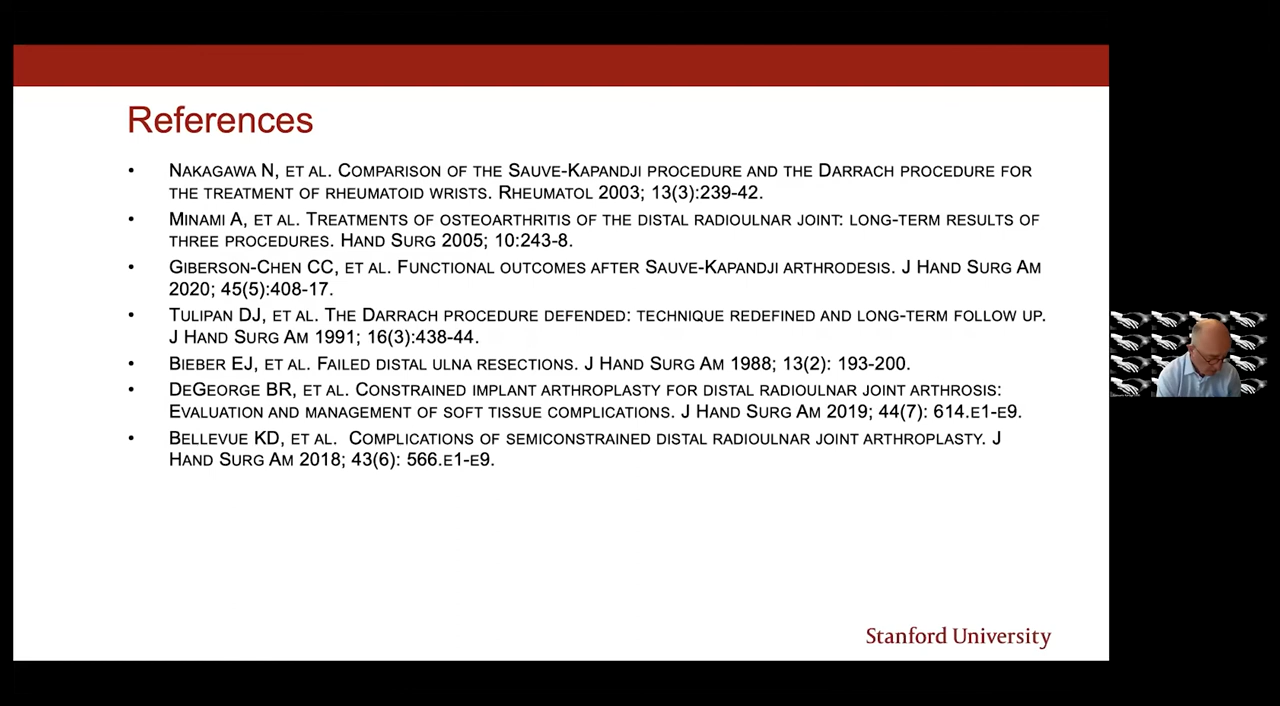 References
• Nakagawa N, et al. Comparison of the Sauve-Kapandji procedure and the Darrach procedure for
the treatment of rheumatoid wrists. Rheumatol 2003; 13(3):239-42.
• Minami A, et al. Treatments of osteoarthritis of the distal radioulnar joint: long-term results of
three procedures. Hand Surg 2005; 10:243-8.
• Giberson-Chen CC, et al. Functional outcomes after Sauve-Kapandji arthrodesis. J Hand Surg Am
2020; 45(5):408-17.
• Tulipan DJ, et al. The Darrach procedure defended: technique redefined and long-term follow up.
J Hand Surg Am 1991; 16(3):438-44.
• Bieber EJ, et al. Failed distal ulna resections. J Hand Surg Am 1988; 13(2): 193-200.
• DeGeorge BR, et al. Constrained implant arthroplasty for distal radioulnar joint arthrosis:
Evaluation and management of soft tissue complications. J Hand Surg Am 2019; 44(7): 614.e1-e9.
• Bellevue KD, et al. Complications of semiconstrained distal radioulnar joint arthroplasty. J
Hand Surg Am 2018; 43(6): 566.e1-e9.
Stanford University